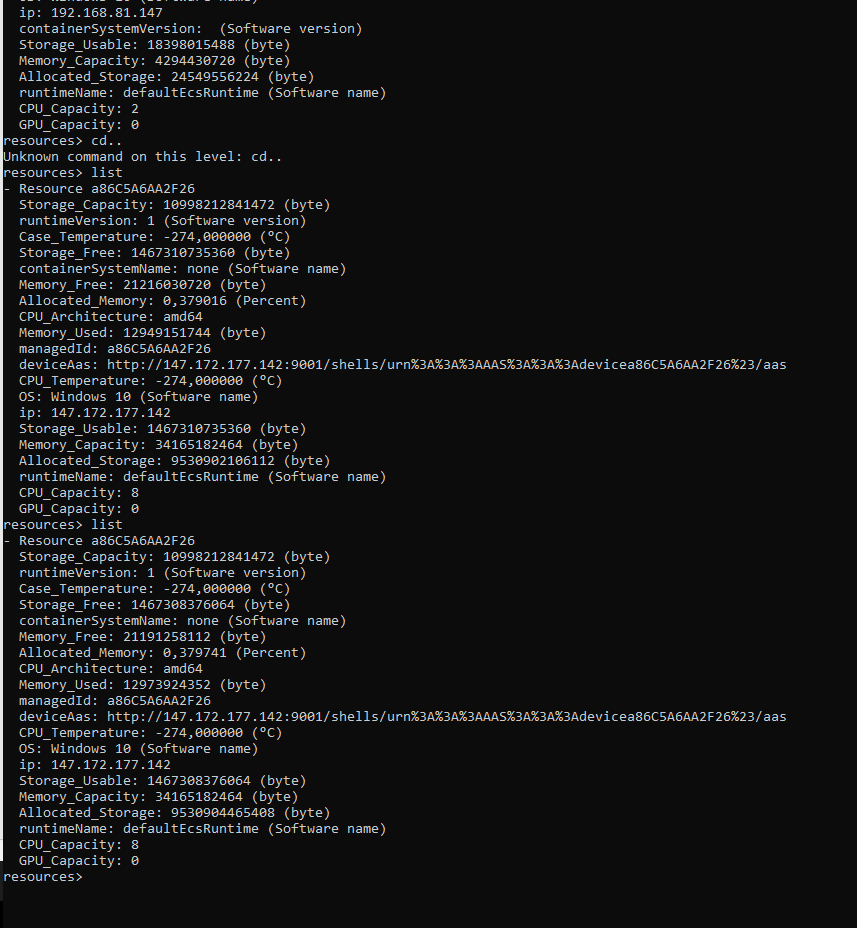 ip: 192.168.81.147
containerSystemVersion:  (Software version)
Storage_Usable: 18398015488 (byte)
Memory_Capacity: 4294430720 (byte)
Allocated_Storage: 24549556224 (byte)
runtimeName: defaultEcsRuntime (Software name)
CPU_Capacity: 2
GPU_Capacity: 0
resources> cd..
Unknown command on this level: cd..
resources> list
- Resource a86C5A6AA2F26
Storage_Capacity: 10998212841472 (byte)
runtimeVersion: 1 (Software version)
Case_Temperature: -274,000000 (ºC)
Storage_Free: 1467310735360 (byte)
containerSystemName: none (Software name)
Memory_Free: 21216030720 (byte)
Allocated_Memory: 0,379016 (Percent)
CPU_Architecture: amd64
Memory_Used: 12949151744 (byte)
managedId: a86C5A6AA2F26
deviceAas: http://147.172.177.142:9001/shells/urn%3A%3A%3AAAS%3A%3A%3Adevicea86C5A6AA2F26%23/aas
CPU_Temperature: -274,000000 (ºC)
OS: Windows 10 (Software name)
ip: 147.172.177.142
Storage_Usable: 1467310735360 (byte)
Memory_Capacity: 34165182464 (byte)
Allocated_Storage: 9530902106112 (byte)
runtimeName: defaultEcsRuntime (Software name)
CPU_Capacity: 8
GPU_Capacity: 0
resources> list
- Resource a86C5A6AA2F26
Storage_Capacity: 10998212841472 (byte)
runtimeVersion: 1 (Software version)
Case_Temperature: -274,000000 (ºC)
Storage_Free: 1467308376064 (byte)
containerSystemName: none (Software name)
Memory_Free: 21191258112 (byte)
Allocated_Memory: 0,379741 (Percent)
CPU_Architecture: amd64
Memory_Used: 12973924352 (byte)
managedId: a86C5A6AA2F26
deviceAas: http://147.172.177.142:9001/shells/urn%3A%3A%3AAAS%3A%3A%3Adevicea86C5A6AA2F26%23/aas
CPU_Temperature: -274,000000 (ºC)
OS: Windows 10 (Software name)
ip: 147.172.177.142
Storage_Usable: 1467308376064 (byte)
Memory_Capacity: 34165182464 (byte)
Allocated_Storage: 9530904465408 (byte)
runtimeName: defaultEcsRuntime (Software name)
CPU_Capacity: 8
GPU_Capacity: 0
resources>